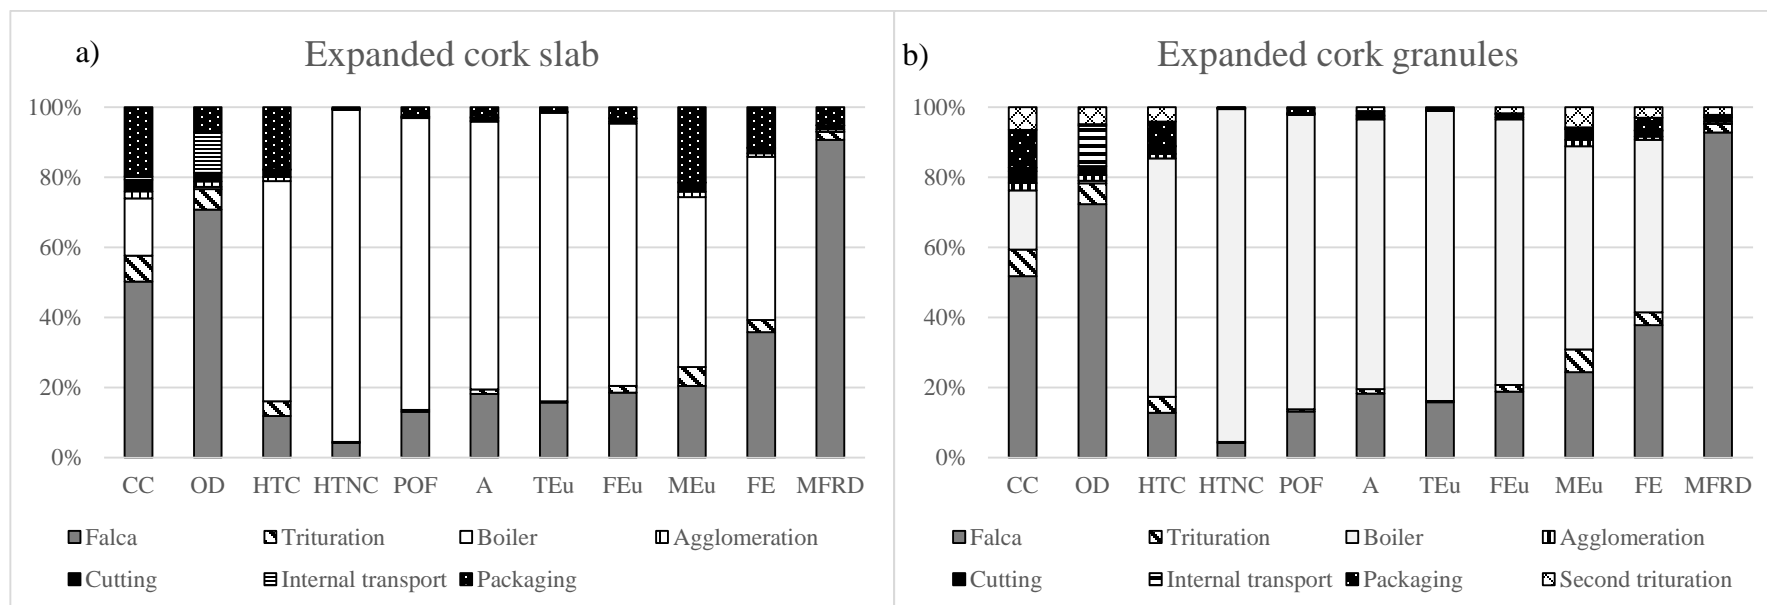 a)
Expanded cork slab
100%
80%
60%
40%
20%
0%
CC OD HTC HTNC POF A TEu FEu MEu FE MFRD
Falca Trituration Boiler Agglomeration
Cutting Internal transport Packaging
b)
Expanded cork granules
100%
80%
60%
40%
20%
0%
CC OD HTC HTNC POF A TEu FEu MEu FE MFRD
Falca Trituration Boiler Agglomeration
Cutting Internal transport Packaging Second trituration